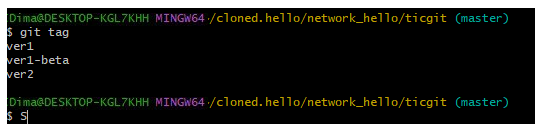 Dima@DESKTOP-KGL7KHH MINGW64 /cloned.hello/network_hello/ticgit (master)
$ git tag
ver1
ver1-beta
ver2
Dima@DESKTOP-KGL7KHH MINGW64 /cloned.hello/network_hello/ticgit (master)
$ S